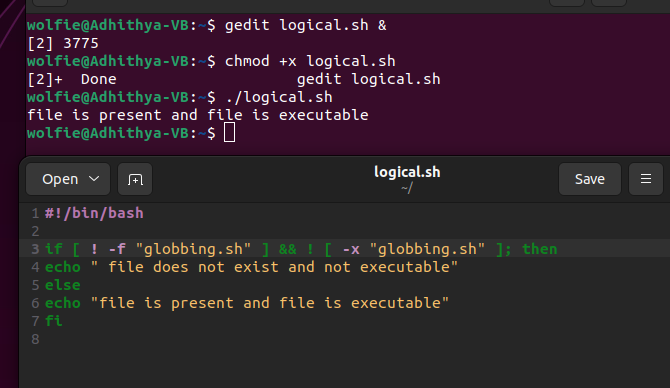 wolfie@Adhithya-VB:~$ gedit logical.sh &
[2] 3775
wolfie@Adhithya-VB:~$ chmod +x logical.sh
[2]+  Done                    gedit logical.sh
wolfie@Adhithya-VB:~$ ./logical.sh
file is present and file is executable
wolfie@Adhithya-VB:~$
Open
logical.sh
~/
Save
1 #!/bin/bash
2
3 if [ ! -f "globbing.sh" ] && ! [ -x "globbing.sh" ]; then
4 echo " file does not exist and not executable"
5 else
6 echo "file is present and file is executable"
7 fi
8